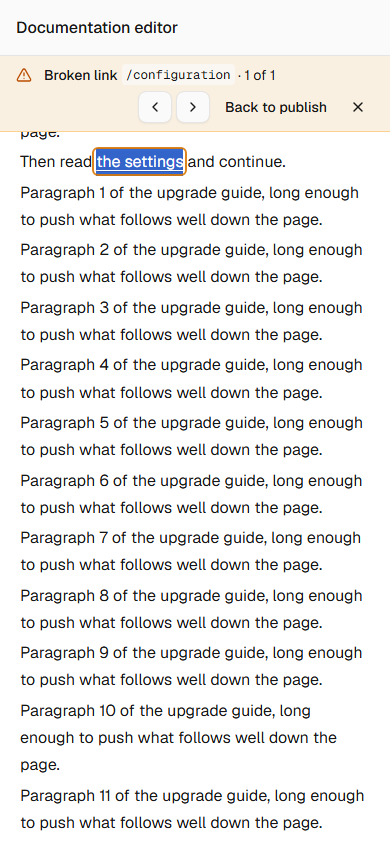 Documentation editor
Broken link /configuration · 1 of 1
Back to publish
page.
Then read the settings and continue.
Paragraph 1 of the upgrade guide, long enough
to push what follows well down the page.
Paragraph 2 of the upgrade guide, long enough
to push what follows well down the page.
Paragraph 3 of the upgrade guide, long enough
to push what follows well down the page.
Paragraph 4 of the upgrade guide, long enough
to push what follows well down the page.
Paragraph 5 of the upgrade guide, long enough
to push what follows well down the page.
Paragraph 6 of the upgrade guide, long enough
to push what follows well down the page.
Paragraph 7 of the upgrade guide, long enough
to push what follows well down the page.
Paragraph 8 of the upgrade guide, long enough
to push what follows well down the page.
Paragraph 9 of the upgrade guide, long enough
to push what follows well down the page.
Paragraph 10 of the upgrade guide, long
enough to push what follows well down the
page.
Paragraph 11 of the upgrade guide, long enough
to push what follows well down the page.